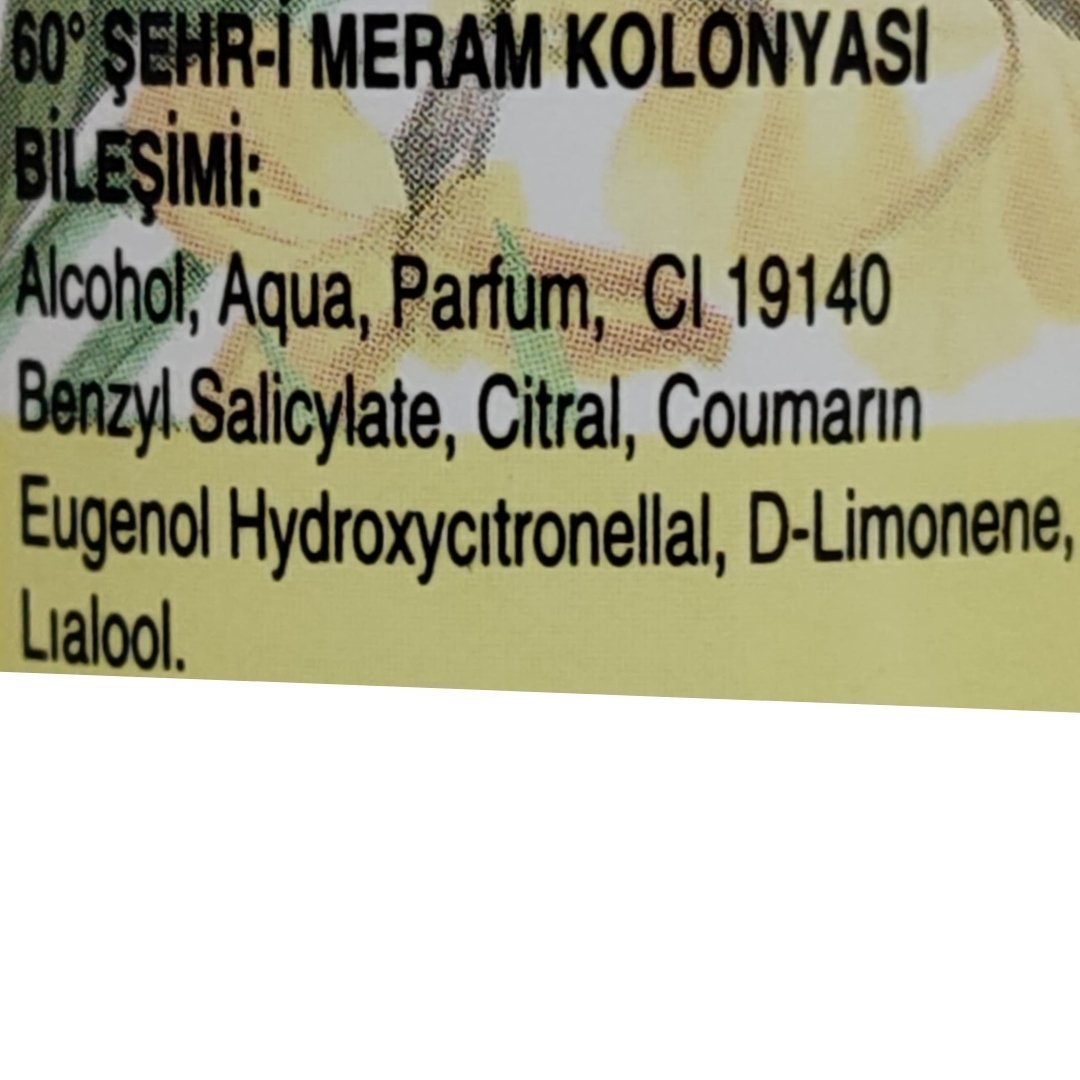 60° ŞEHR-İ MERAM KOLONYASI
BİLEŞİMİ:
Alcohol, Aqua, Parfum, CI 19140
Benzyl Salicylate, Citral, Coumarın
Eugenol Hydroxycıtronellal, D-Limonene,
Lıalool.